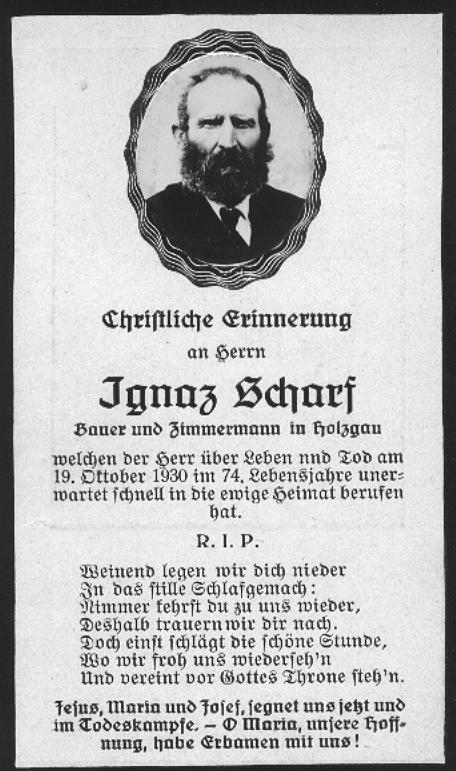 Christliche Erinnerung
an Herrn
Ignaz Scharf
Bauer und Zimmermann in Holzgau
welchen der Herr über Leben nnd Tod am
19. Oktober 1930 im 74. Lebensjahre uner=
wartet schnell in die ewige Heimat berufen
hat.
R. I. P.
Weinend legen wir dich nieder
In das stille Schlafgemach:
Nimmer kehrst du zu uns wieder,
Deshalb trauern wir dir nach.
Doch einst schlägt die schöne Stunde,
Wo wir froh uns wiederseh'n
Und vereint vor Gottes Throne steh'n.
Jesus, Maria und Josef, segnet uns jetzt und
im Todeskampfe. – O Maria, unsere Hoff-
nung, habe Erbamen mit uns!